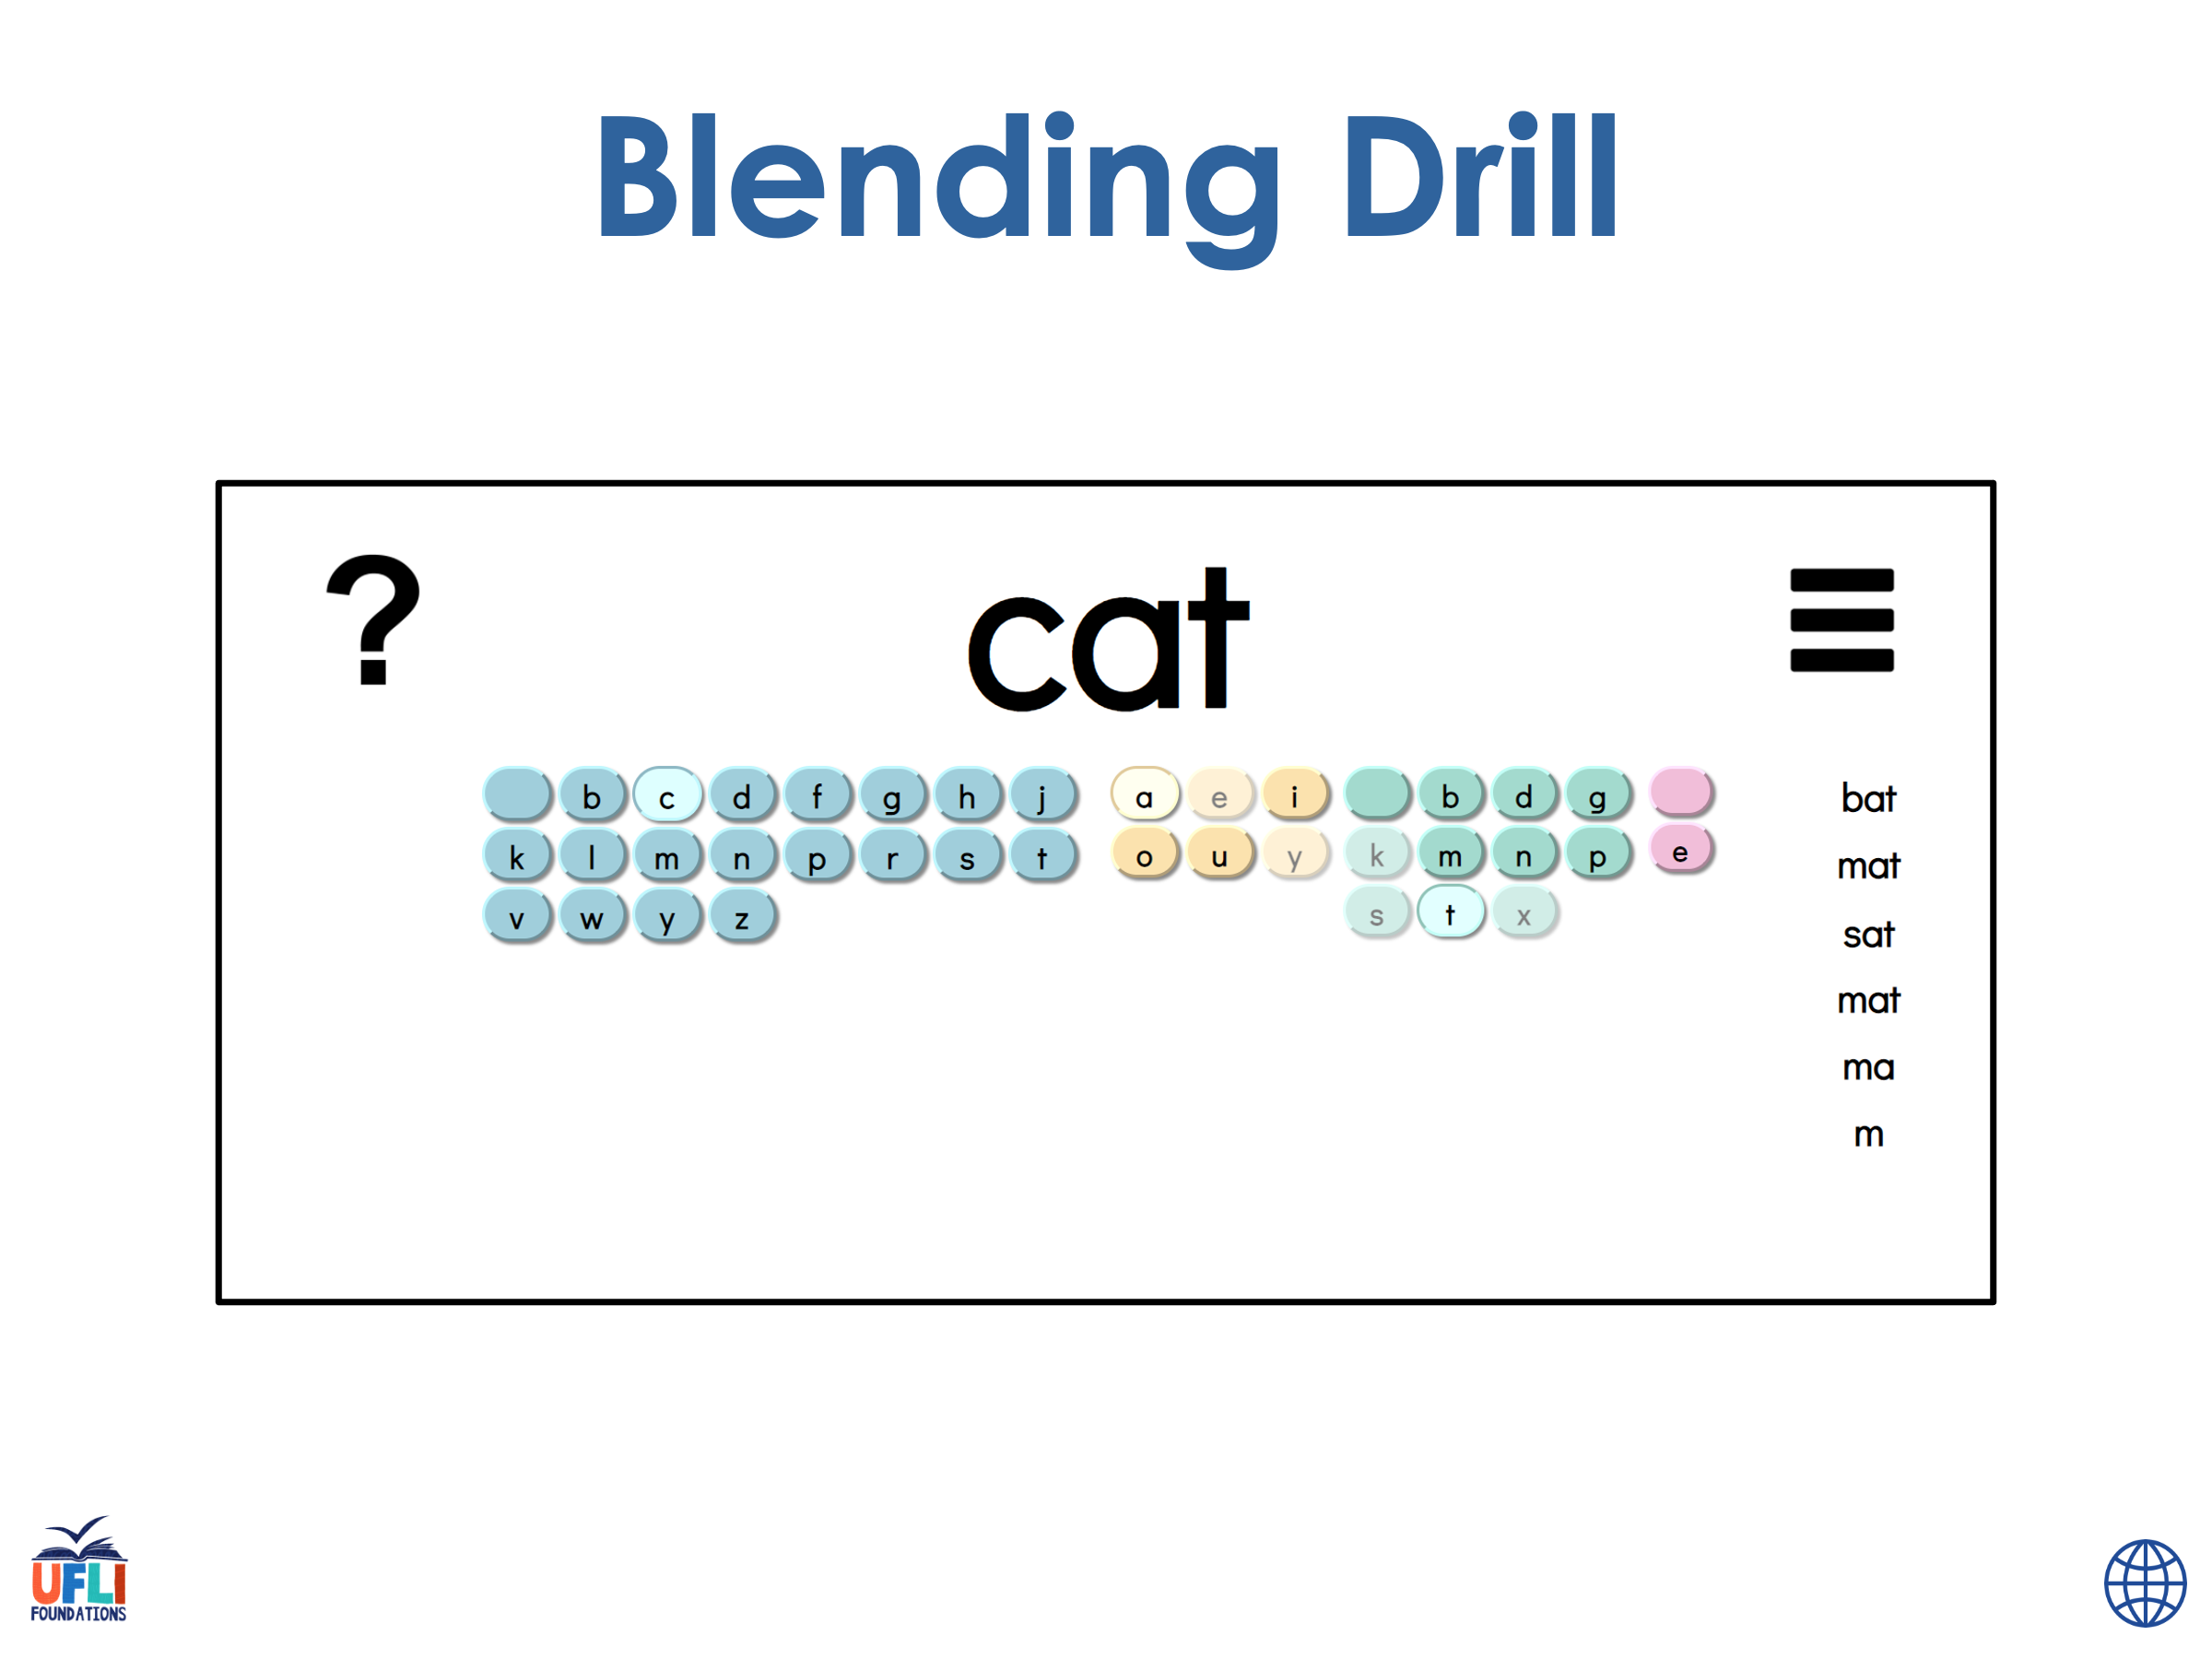 Blending Drill
?
cat
b c d f g h j a e i b d g
k l m n p r s t o u y k m n p e
v w y z s t x
bat
mat
sat
mat
ma
m
UFLI
FOUNDATIONS